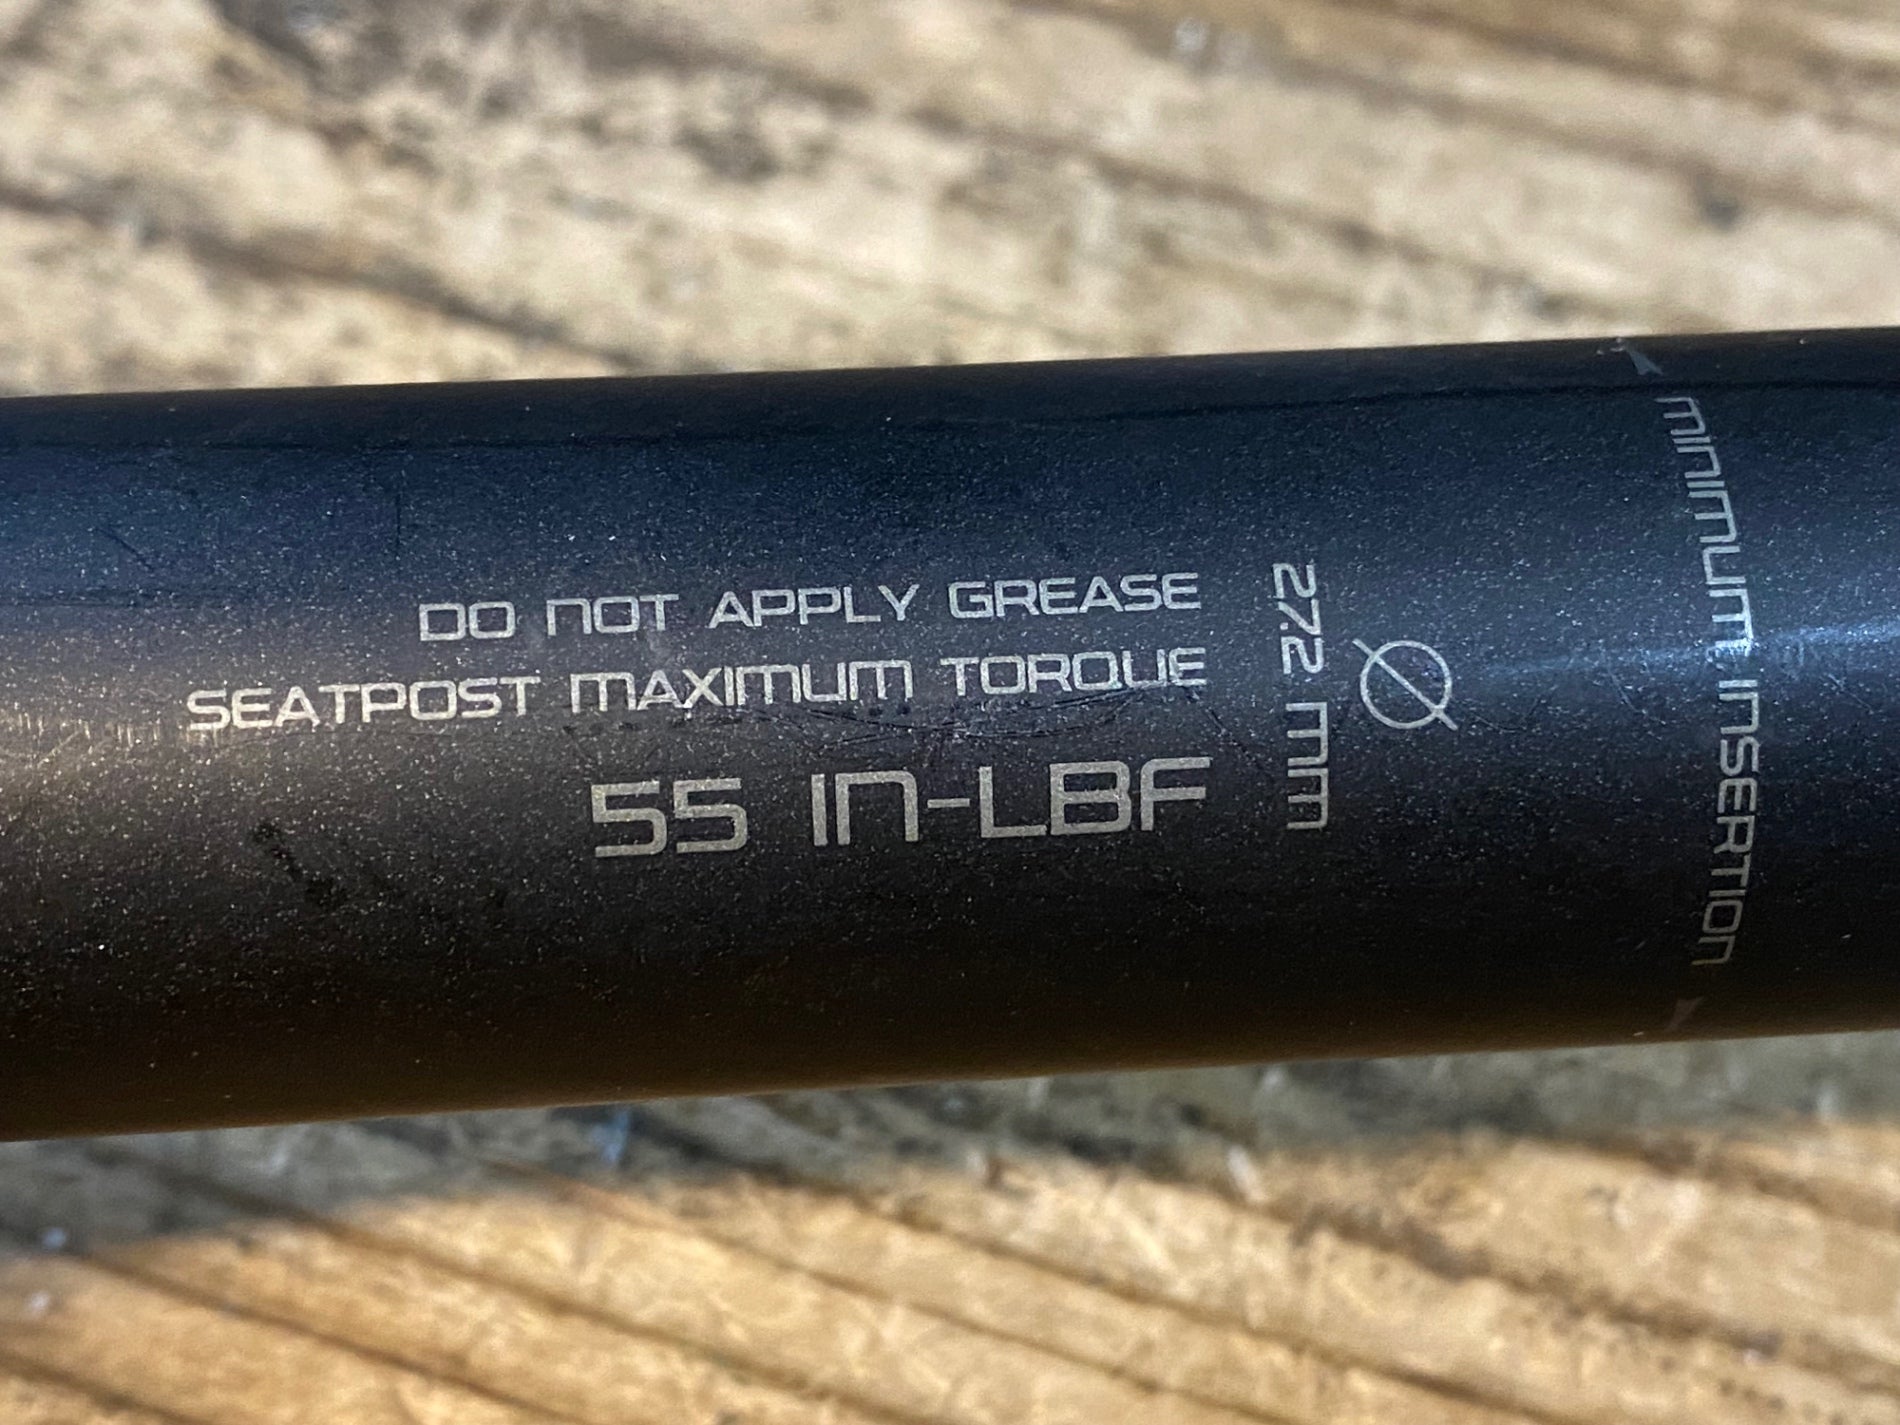 DO NOT APPLY GREASE
SEATPOST MAXIMUM TORQUE
55 IN-LBF
27.2 mm
Ø
MINIMUM INSERTION